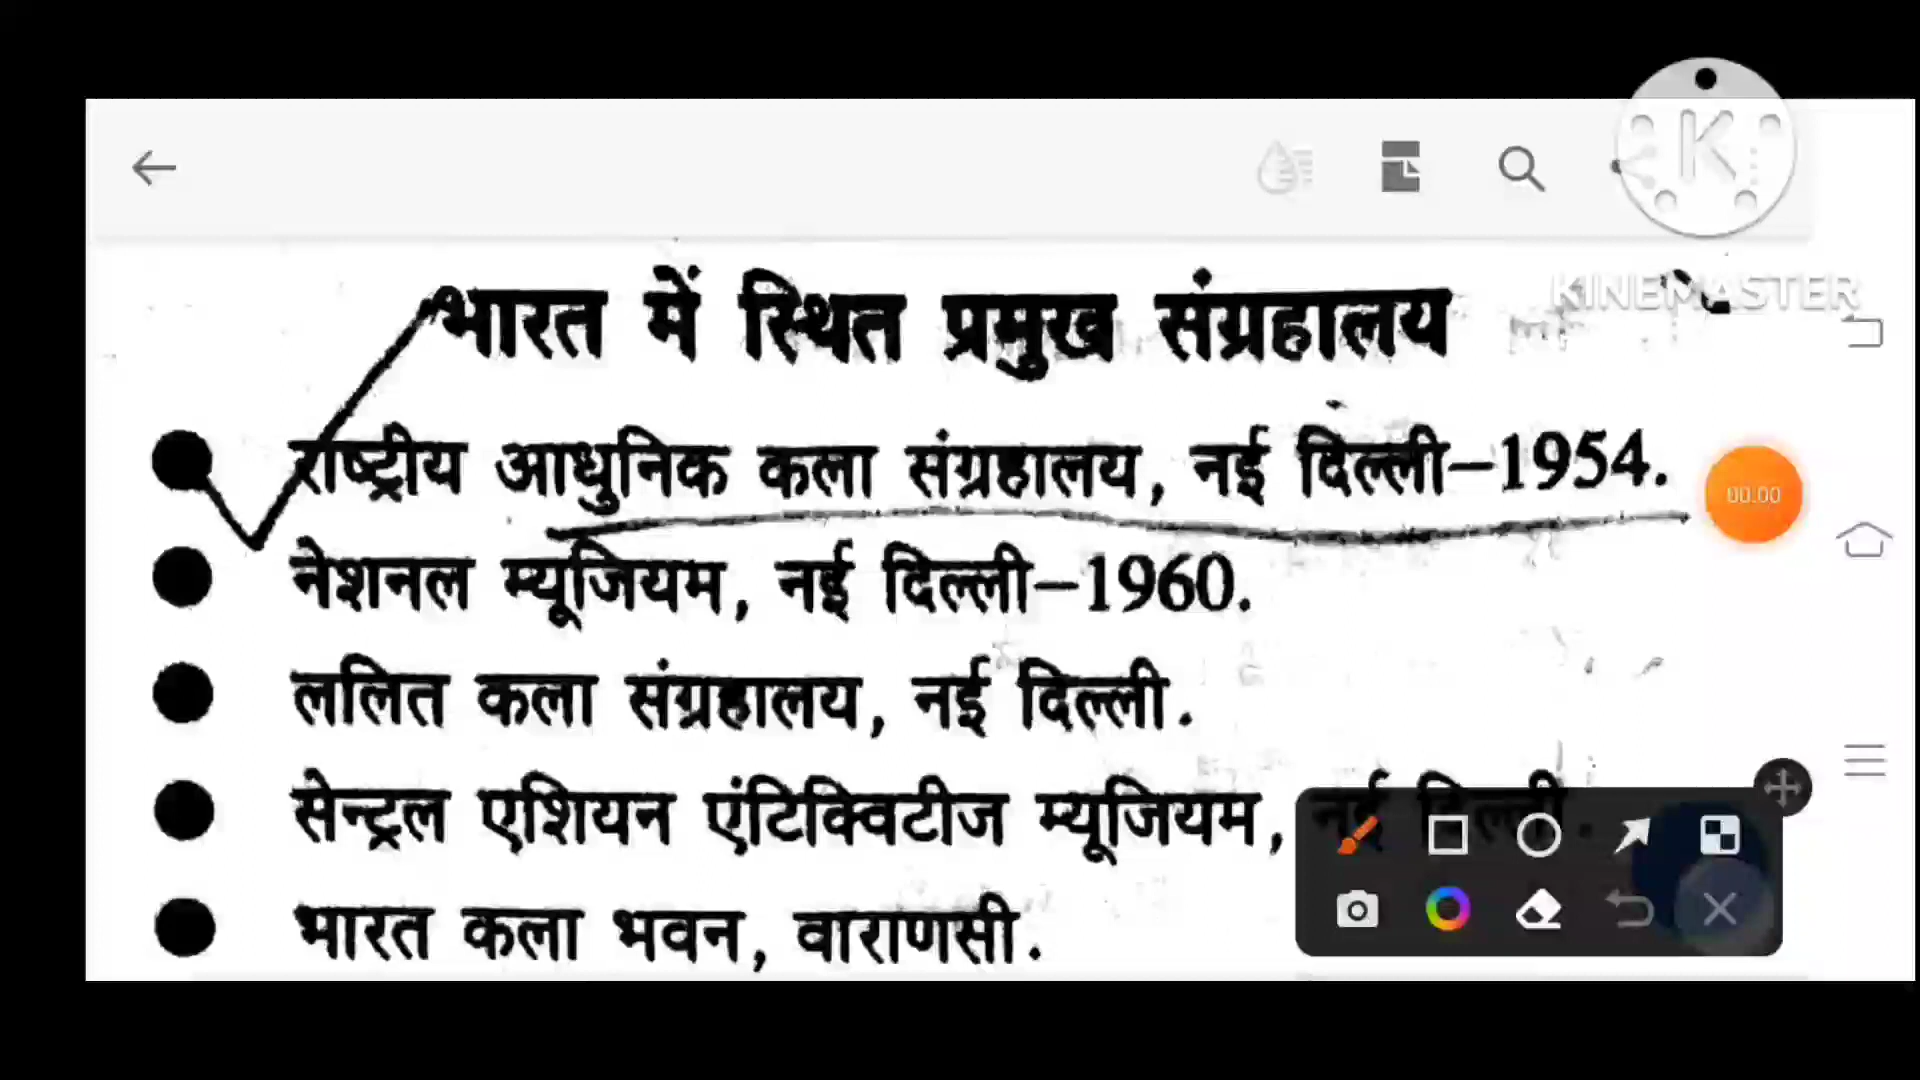 KINEMASTER
भारत में स्थित प्रमुख संग्रहालय
राष्ट्रीय आधुनिक कला संग्रहालय, नई दिल्ली–1954.
00:00
नेशनल म्यूजियम, नई दिल्ली–1960.
ललित कला संग्रहालय, नई दिल्ली.
सेन्ट्रल एशियन एंटिक्विटीज म्यूजियम, नई दिल्ली.
भारत कला भवन, वाराणसी.